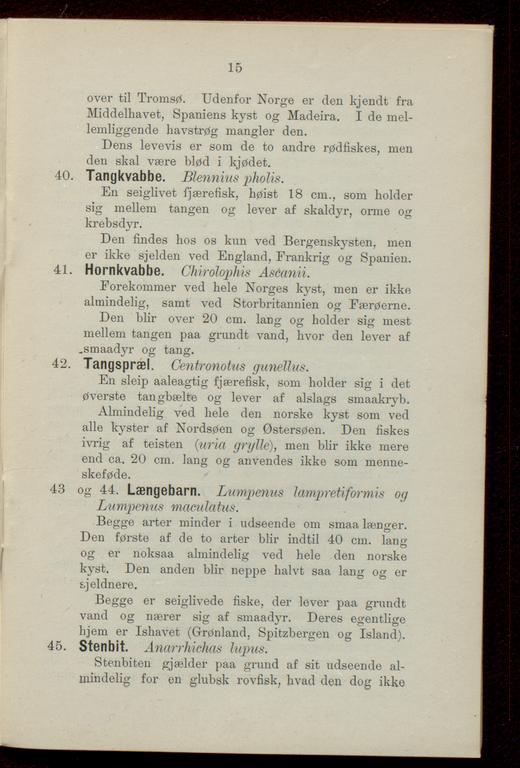 15
over til Tromsø. Udenfor Norge er den kjendt fra
Middelhavet, Spaniens kyst og Madeira. I de mel-
lemliggende havstrøg mangler den.
Dens levevis er som de to andre rødfiskes, men
den skal være blød i kjødet.
40. Tangkvabbe. Blennius pholis.
En seiglivet fjærefisk, høist 18 cm., som holder
sig mellem tangen og lever af skaldyr, orme og
krebsdyr.
Den findes hos os kun ved Bergenskysten, men
er ikke sjelden ved England, Frankrig og Spanien.
41. Hornkvabbe. Chirolophis Ascanii.
Forekommer ved hele Norges kyst, men er ikke
almindelig, samt ved Storbritannien og Færøerne.
Den blir over 20 cm. lang og holder sig mest
mellem tangen paa grundt vand, hvor den lever af
smaadyr og tang.
42. Tangspræl. Centronotus gunellus.
En sleip aaleagtig fjærefisk, som holder sig i det
øverste tangbælte og lever af alslags smaakryb.
Almindelig ved hele den norske kyst som ved
alle kyster af Nordsøen og Østersøen. Den fiskes
ivrig af teisten (uria grylle), men blir ikke mere
end ca. 20 cm. lang og anvendes ikke som menne-
skeføde.
43 og 44. Længebarn. Lumpenus lampretiformis og
Lumpenus maculatus.
Begge arter minder i udseende om smaa længer.
Den første af de to arter blir indtil 40 cm. lang
og er noksaa almindelig ved hele den norske
kyst. Den anden blir neppe halvt saa lang og er
sjeldnere.
Begge er seiglivede fiske, der lever paa grundt
vand og nærer sig af smaadyr. Deres egentlige
hjem er Ishavet (Grønland, Spitzbergen og Island).
45. Stenbit. Anarrhichas lupus.
Stenbiten gjælder paa grund af sit udseende al-
mindelig for en glubsk rovfisk, hvad den dog ikke